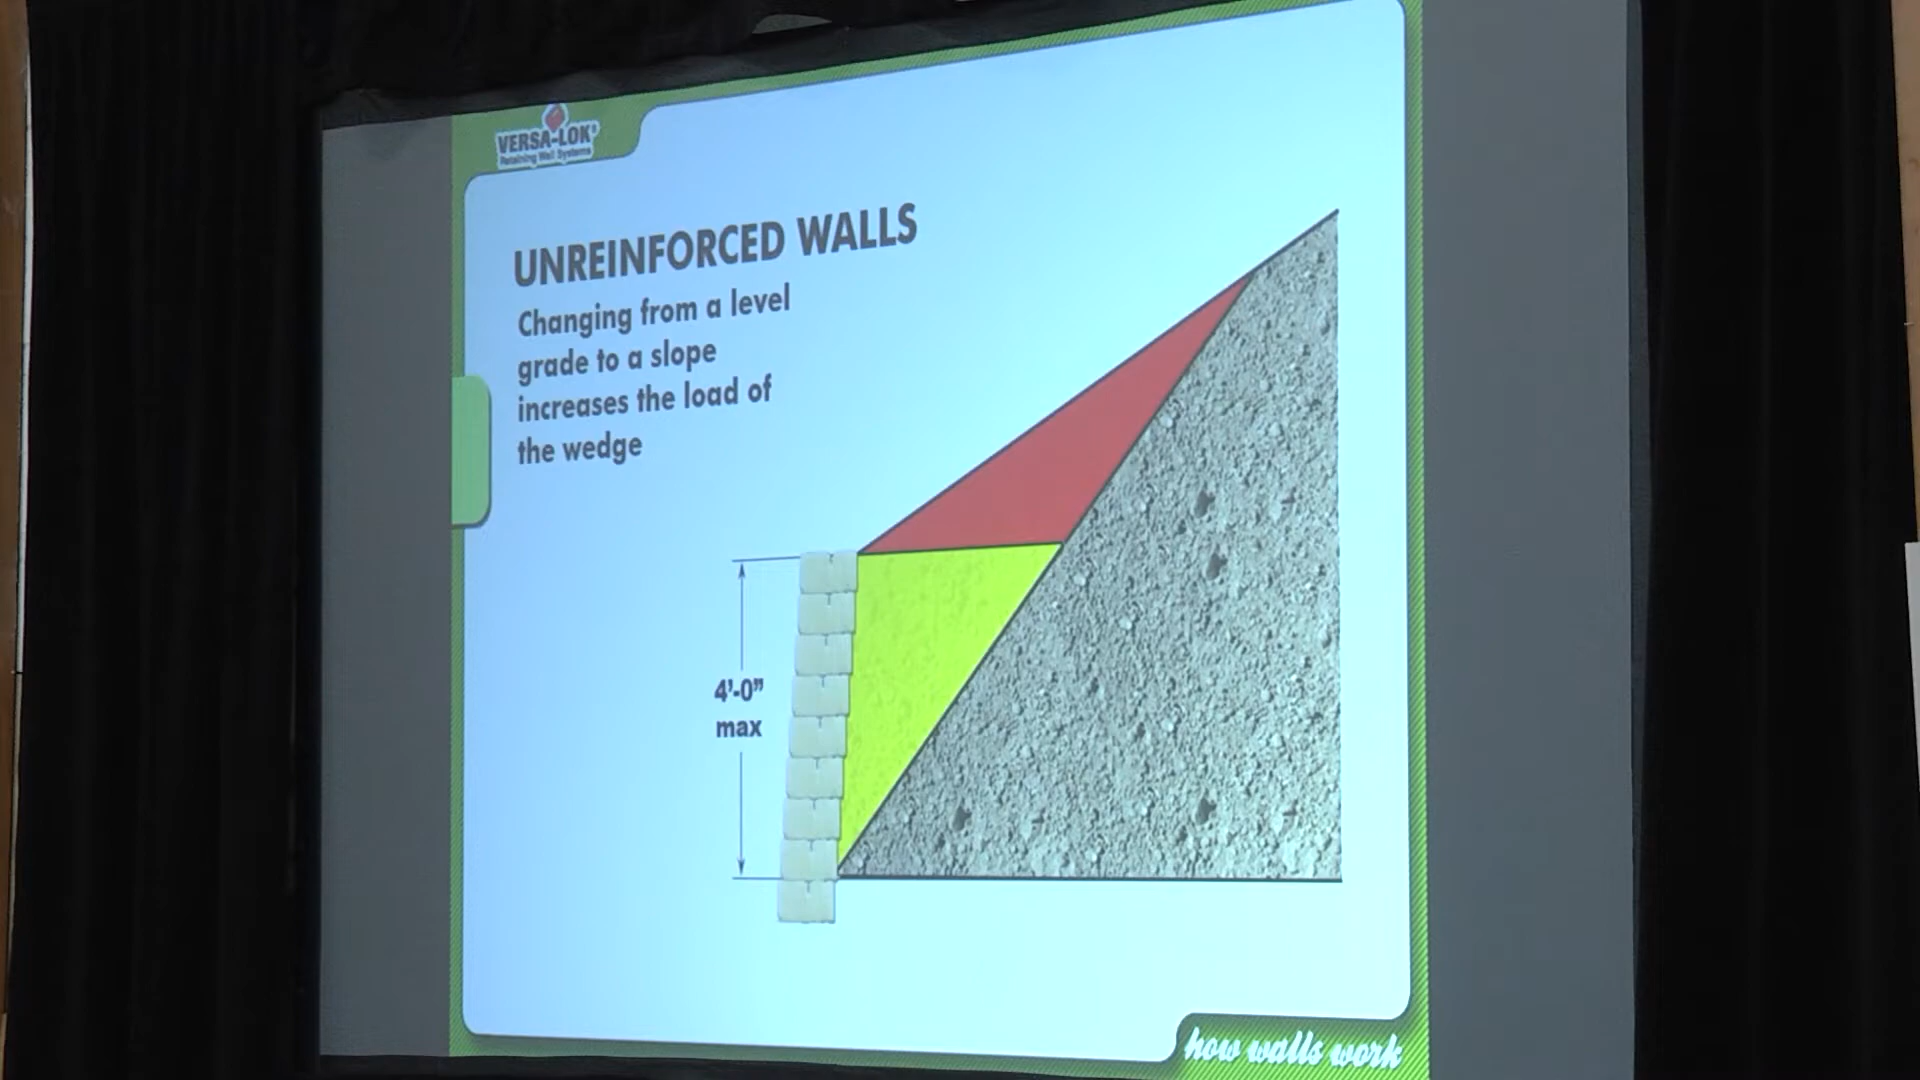 VERSA-LOK®
Retaining Wall Systems
UNREINFORCED WALLS
Changing from a level
grade to a slope
increases the load of
the wedge
4'-0"
max
how walls work